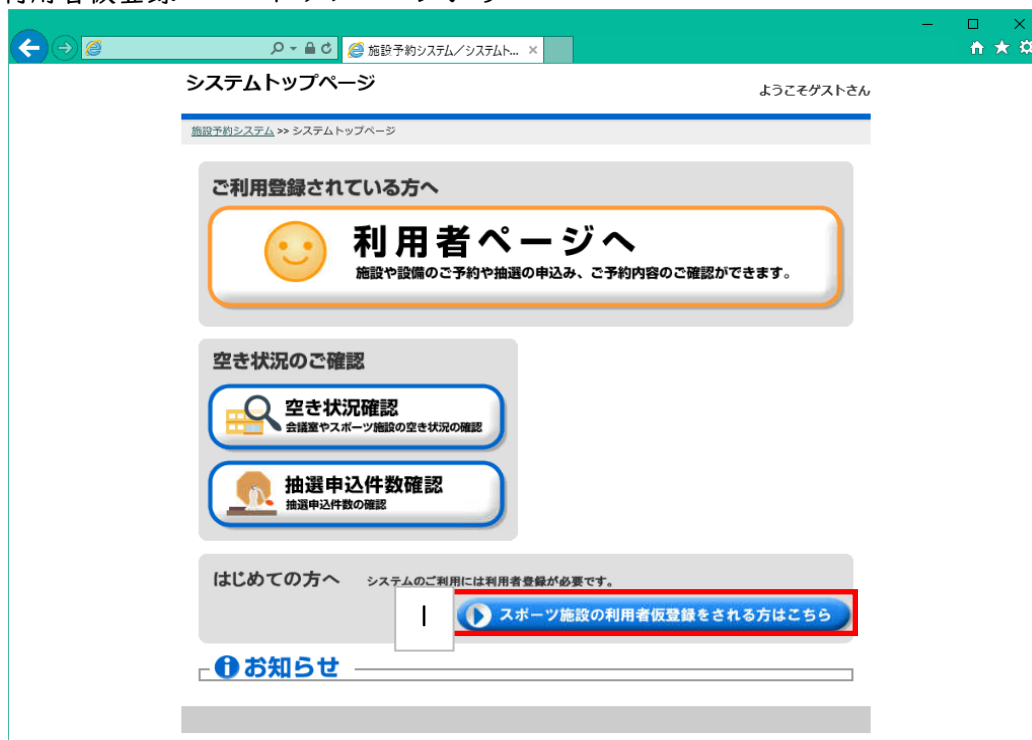 施設予約システム/システムト... ×
システムトップページ
ようこそゲストさん
施設予約システム >> システムトップページ
ご利用登録されている方へ
利用者ページへ
施設や設備のご予約や抽選の申込み、ご予約内容のご確認ができます。
空き状況のご確認
空き状況確認
会議室やスポーツ施設の空き状況の確認
抽選申込件数確認
抽選申込件数の確認
はじめての方へ システムのご利用には利用者登録が必要です。
1 スポーツ施設の利用者仮登録をされる方はこちら
お知らせ